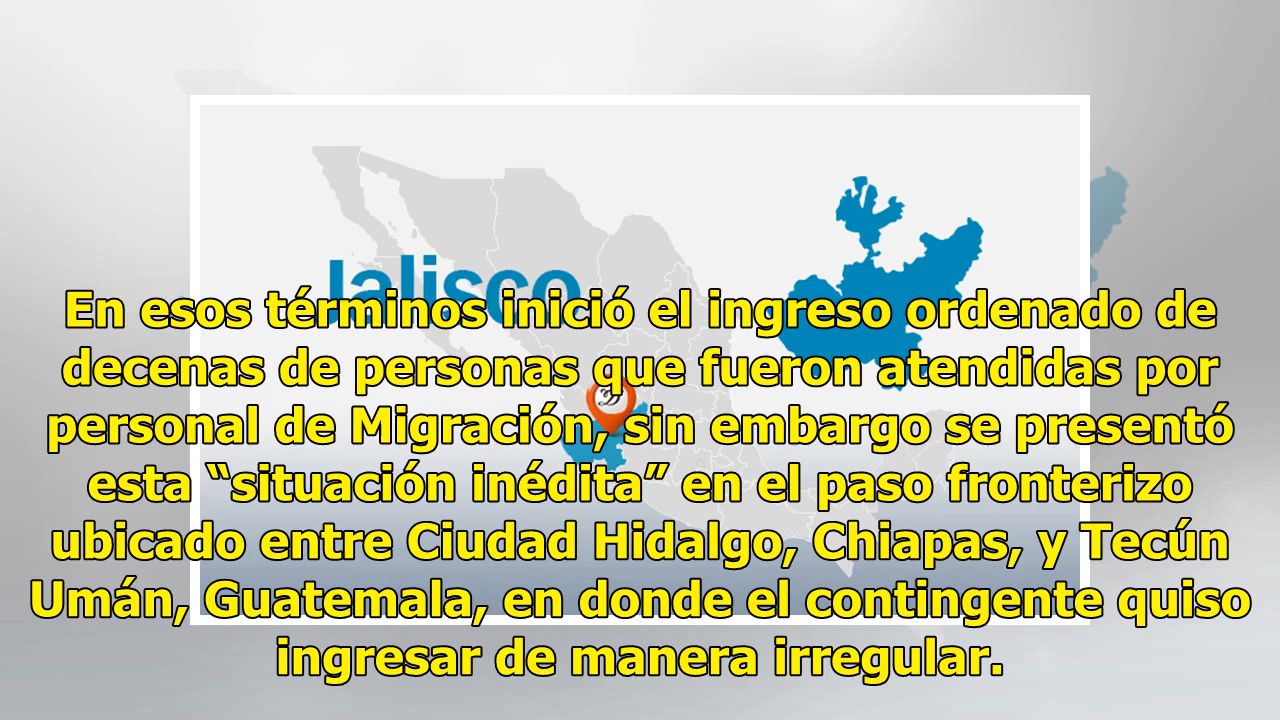 Jalisco
En esos términos inició el ingreso ordenado de
decenas de personas que fueron atendidas por
personal de Migración, sin embargo se presentó
esta “situación inédita” en el paso fronterizo
ubicado entre Ciudad Hidalgo, Chiapas, y Tecún
Umán, Guatemala, en donde el contingente quiso
ingresar de manera irregular.